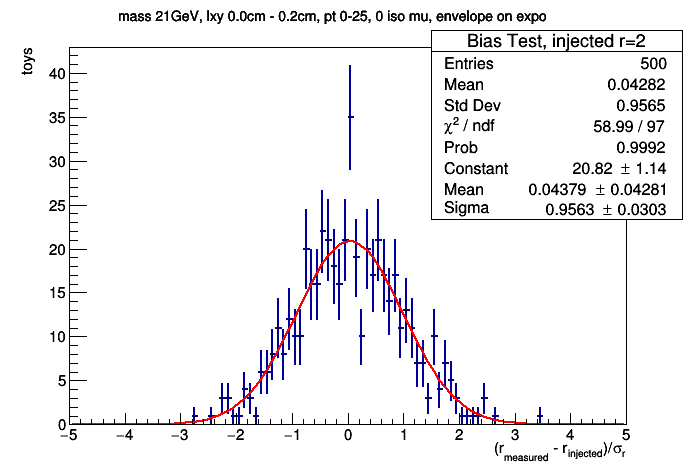 mass 21GeV, lxy 0.0cm - 0.2cm, pt 0-25, 0 iso mu, envelope on expo
Bias Test, injected r=2
Entries 500
Mean 0.04282
Std Dev 0.9565
χ² / ndf 58.99 / 97
Prob 0.9992
Constant 20.82 ± 1.14
Mean 0.04379 ± 0.04281
Sigma 0.9563 ± 0.0303
toys
40
35
30
25
20
15
10
5
0
−5 −4 −3 −2 −1 0 1 2 3 4 5
(r_measured - r_injected)/σ_r